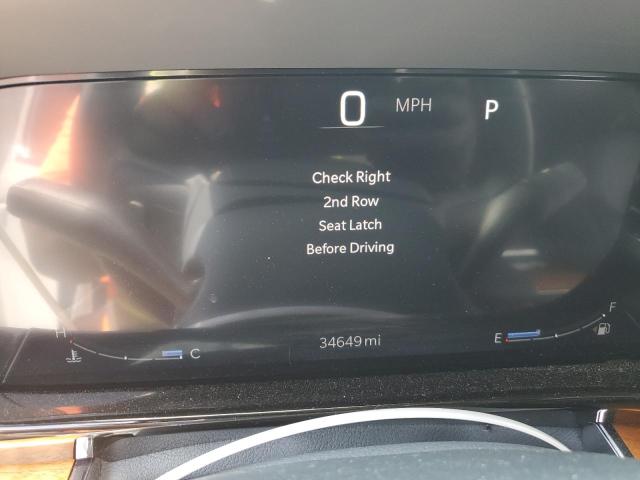 0 MPH P
Check Right
2nd Row
Seat Latch
Before Driving
H C
34649 mi
E F